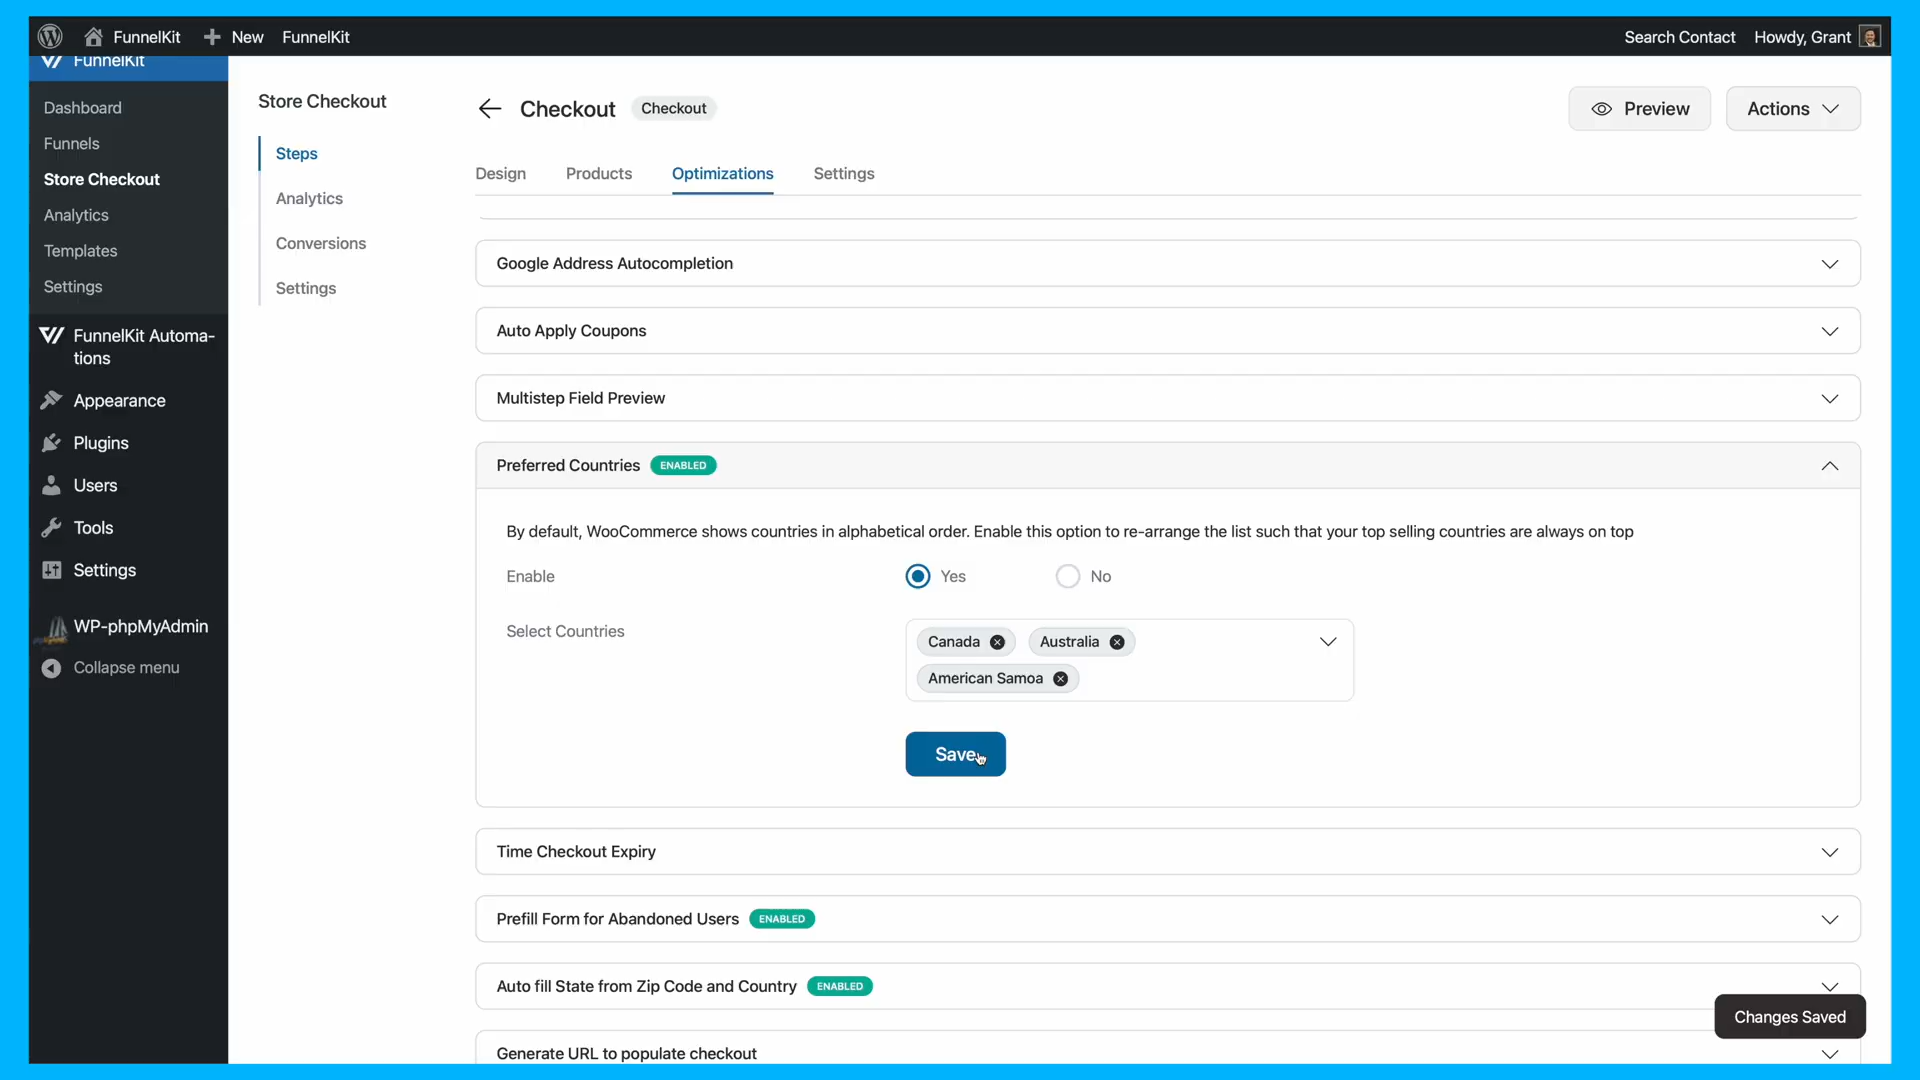 FunnelKit
New
FunnelKit
Search Contact
Howdy, Grant
FunnelKit
Dashboard
Funnels
Store Checkout
Analytics
Templates
Settings
FunnelKit Automa-
tions
Appearance
Plugins
Users
Tools
Settings
WP-phpMyAdmin
Collapse menu
Store Checkout
Steps
Analytics
Conversions
Settings
Checkout
Checkout
Preview
Actions
Design
Products
Optimizations
Settings
Google Address Autocompletion
Auto Apply Coupons
Multistep Field Preview
Preferred Countries
ENABLED
By default, WooCommerce shows countries in alphabetical order. Enable this option to re-arrange the list such that your top selling countries are always on top
Enable
Yes
No
Select Countries
Canada
Australia
American Samoa
Save
Time Checkout Expiry
Prefill Form for Abandoned Users
ENABLED
Auto fill State from Zip Code and Country
ENABLED
Changes Saved
Generate URL to populate checkout